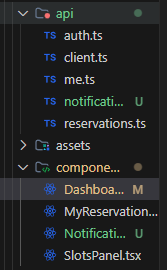 api
TS auth.ts
TS client.ts
TS me.ts
TS notificati... U
TS reservations.ts
assets
compone...
Dashboa... M
MyReservation...
Notificati... U
SlotsPanel.tsx